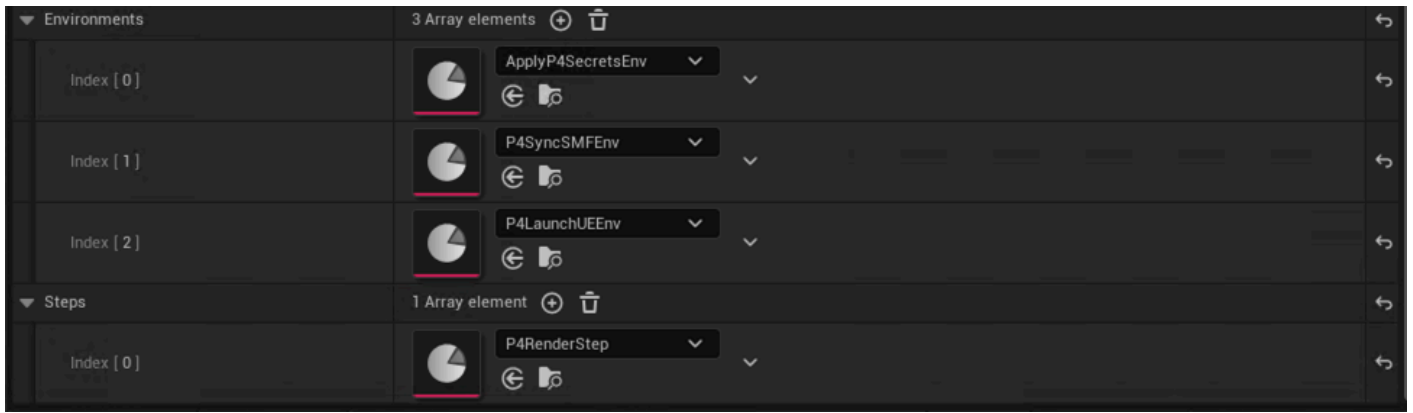 Environments 3 Array elements
Index [ 0 ] ApplyP4SecretsEnv
Index [ 1 ] P4SyncSMFEnv
Index [ 2 ] P4LaunchUEEnv
Steps 1 Array element
Index [ 0 ] P4RenderStep